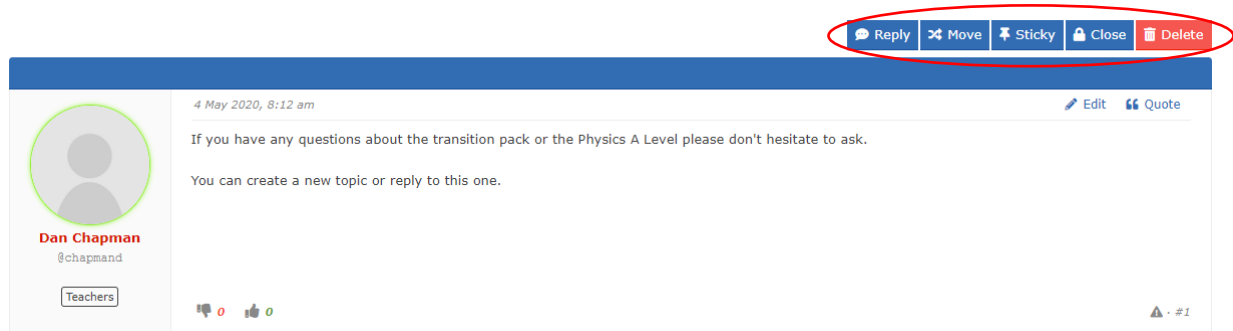 Reply Move Sticky Close Delete
4 May 2020, 8:12 am Edit Quote
If you have any questions about the transition pack or the Physics A Level please don't hesitate to ask.
You can create a new topic or reply to this one.
Dan Chapman
@chapmand
Teachers
0 0 · #1